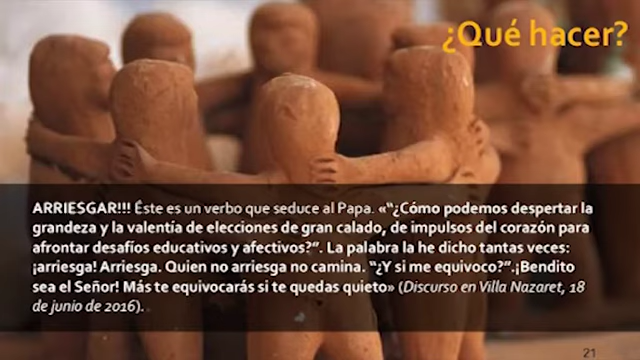 ¿Qué hacer?
ARRIESGAR!!! Éste es un verbo que seduce al Papa. «“¿Cómo podemos despertar la
grandeza y la valentía de elecciones de gran calado, de impulsos del corazón para
afrontar desafíos educativos y afectivos?”. La palabra la he dicho tantas veces:
¡arriesga! Arriesga. Quien no arriesga no camina. “¿Y si me equivoco?”.¡Bendito
sea el Señor! Más te equivocarás si te quedas quieto» (Discurso en Villa Nazaret, 18
de junio de 2016).
21